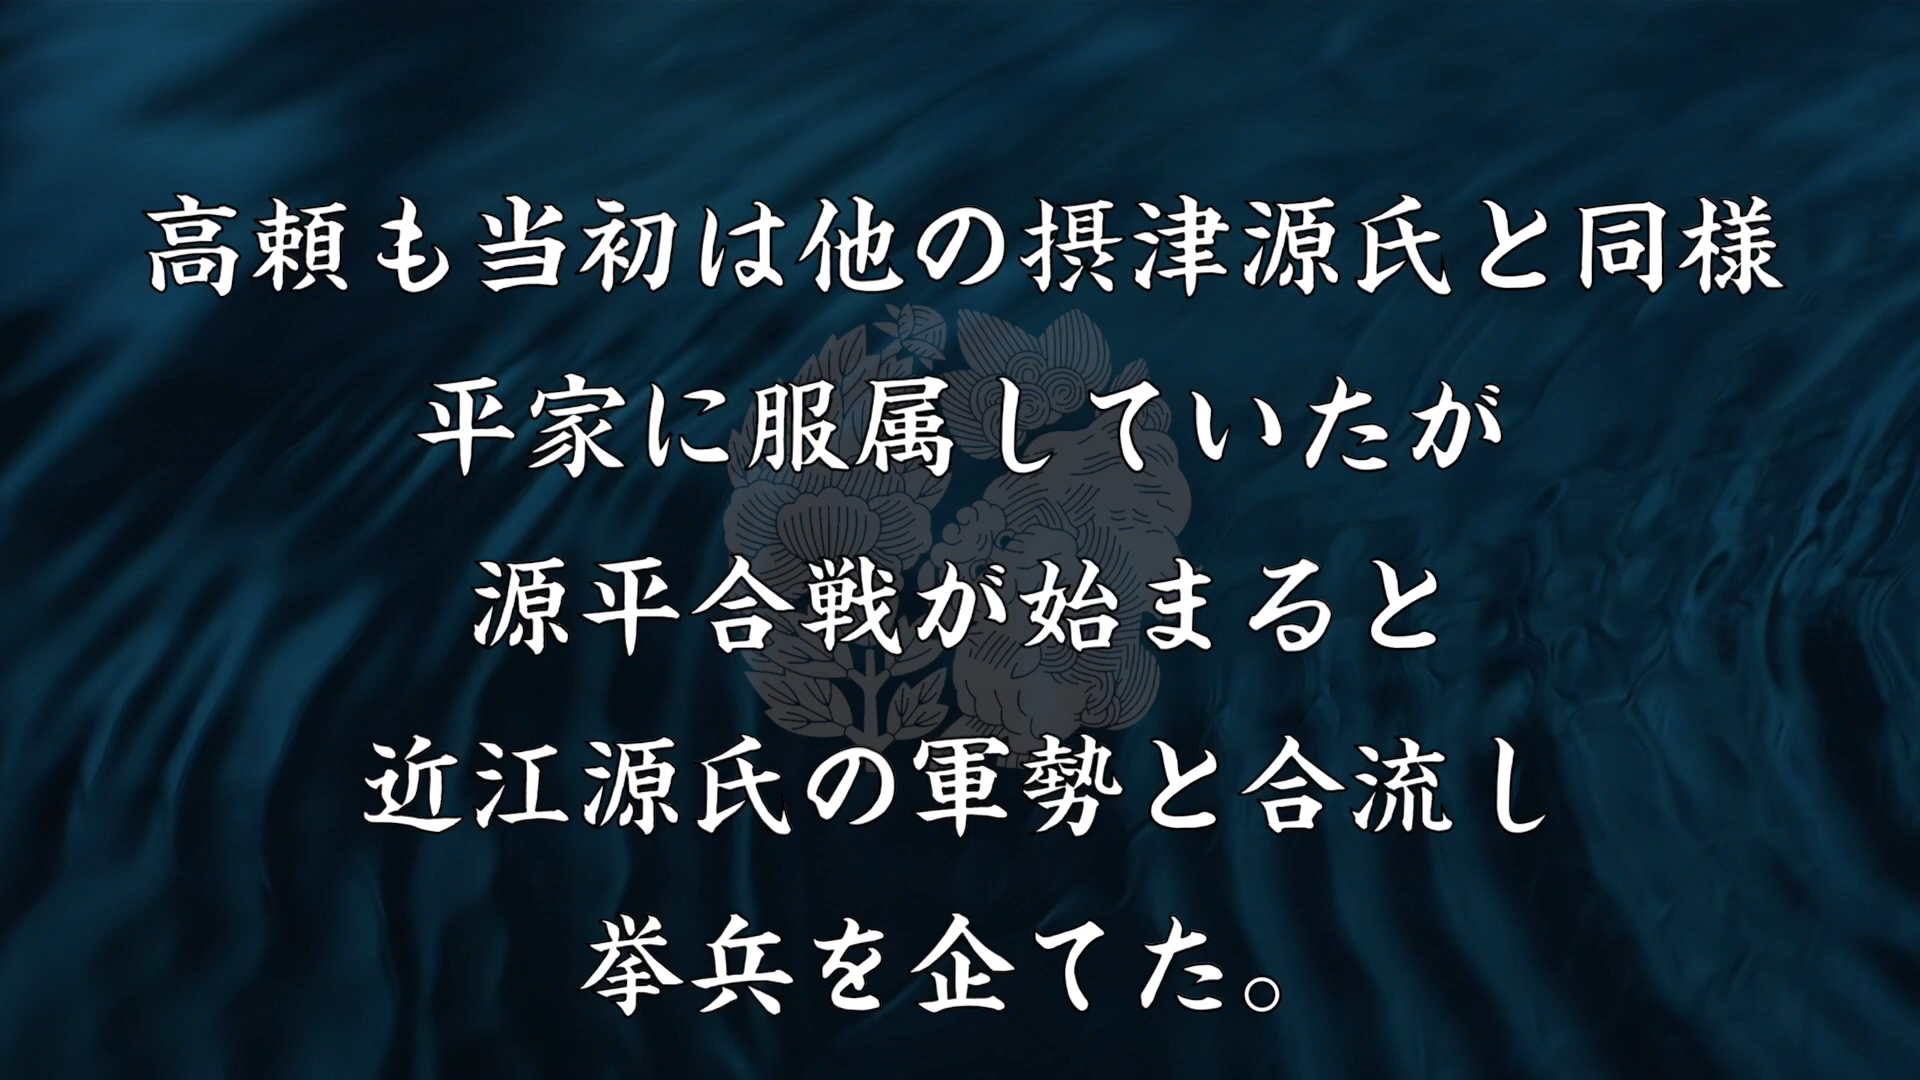 高頼も当初は他の摂津源氏と同様
平家に服属していたが
源平合戦が始まると
近江源氏の軍勢と合流し
挙兵を企てた。